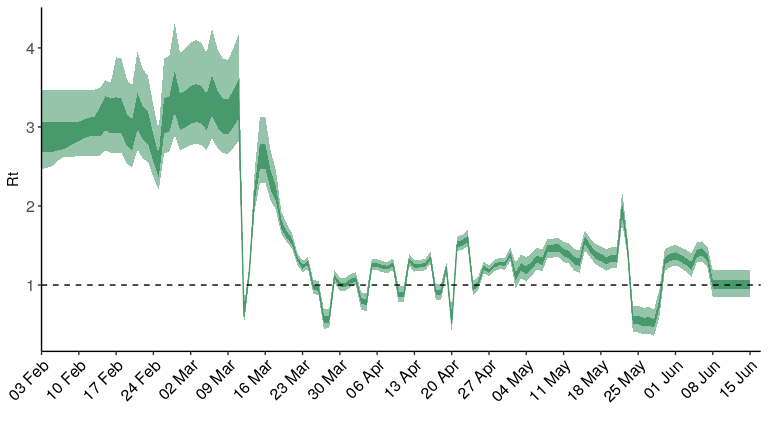 4
3
2
1
Rt
03 Feb
10 Feb
17 Feb
24 Feb
02 Mar
09 Mar
16 Mar
23 Mar
30 Mar
06 Apr
13 Apr
20 Apr
27 Apr
04 May
11 May
18 May
25 May
01 Jun
08 Jun
15 Jun